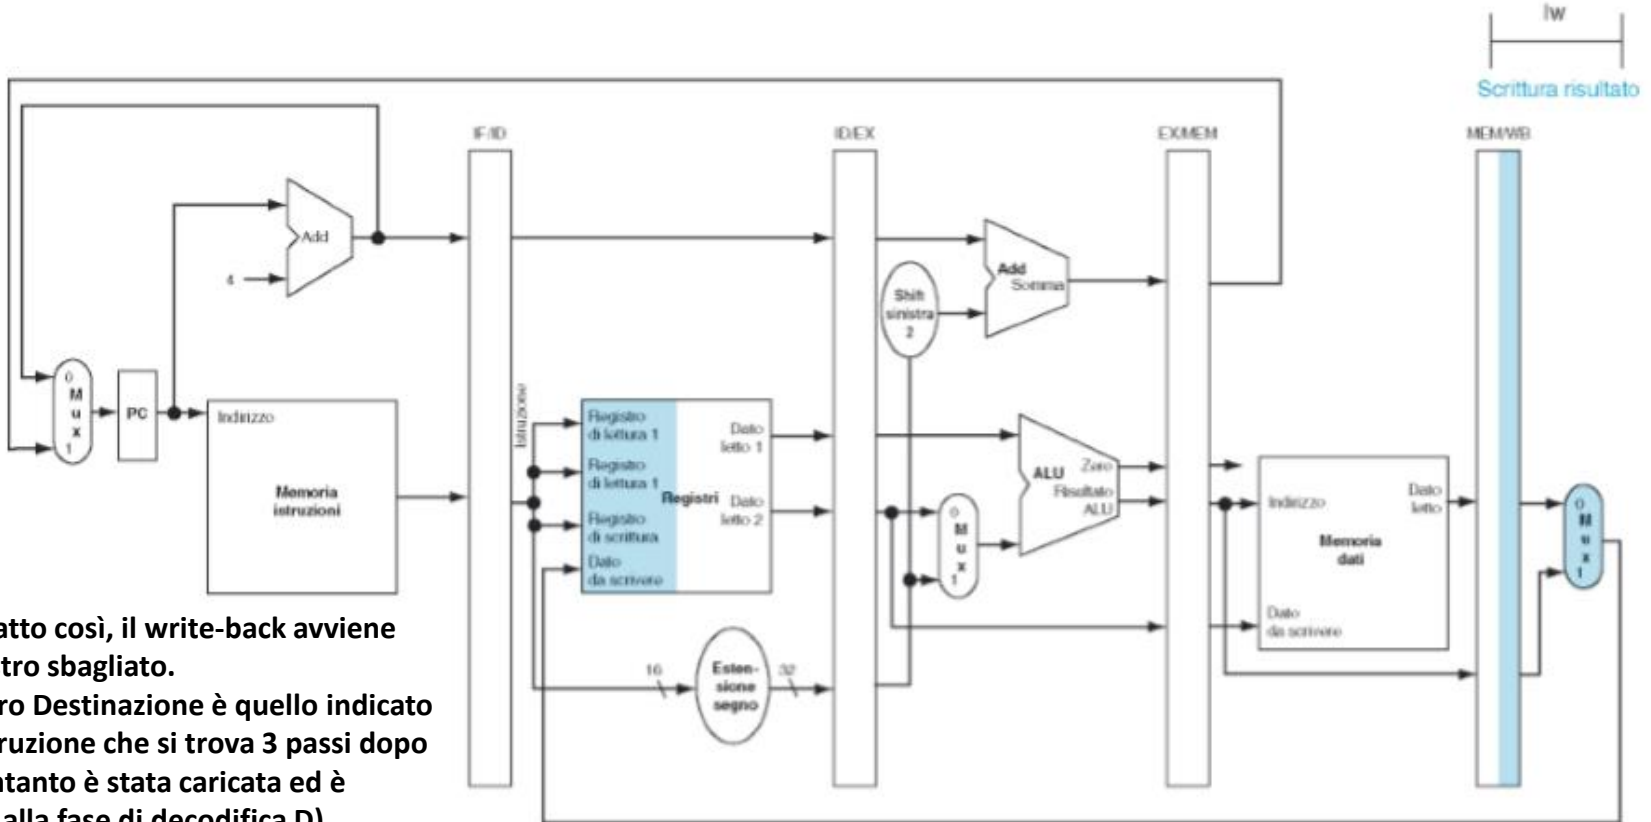 lw
Scrittura risultato
IF/ID
ID/EX
EX/MEM
MEM/WB
Add
4
Add
Somma
Shift
sinistra
2
0
M
u
x
1
PC
Indirizzo
Memoria
istruzioni
Istruzione
Registro
di lettura 1
Registro
di lettura 1
Registro
di scrittura
Dato
da scrivere
Registri
Dato
letto 1
Dato
letto 2
0
M
u
x
1
ALU
Zero
Risultato
ALU
Indirizzo
Dato
letto
Memoria
dati
Dato
da scrivere
0
M
u
x
1
16
Esten-
sione
segno
32
atto così, il write-back avviene
tro sbagliato.
ro Destinazione è quello indicato
ruzione che si trova 3 passi dopo
ntanto è stata caricata ed è
alla fase di decodifica D)